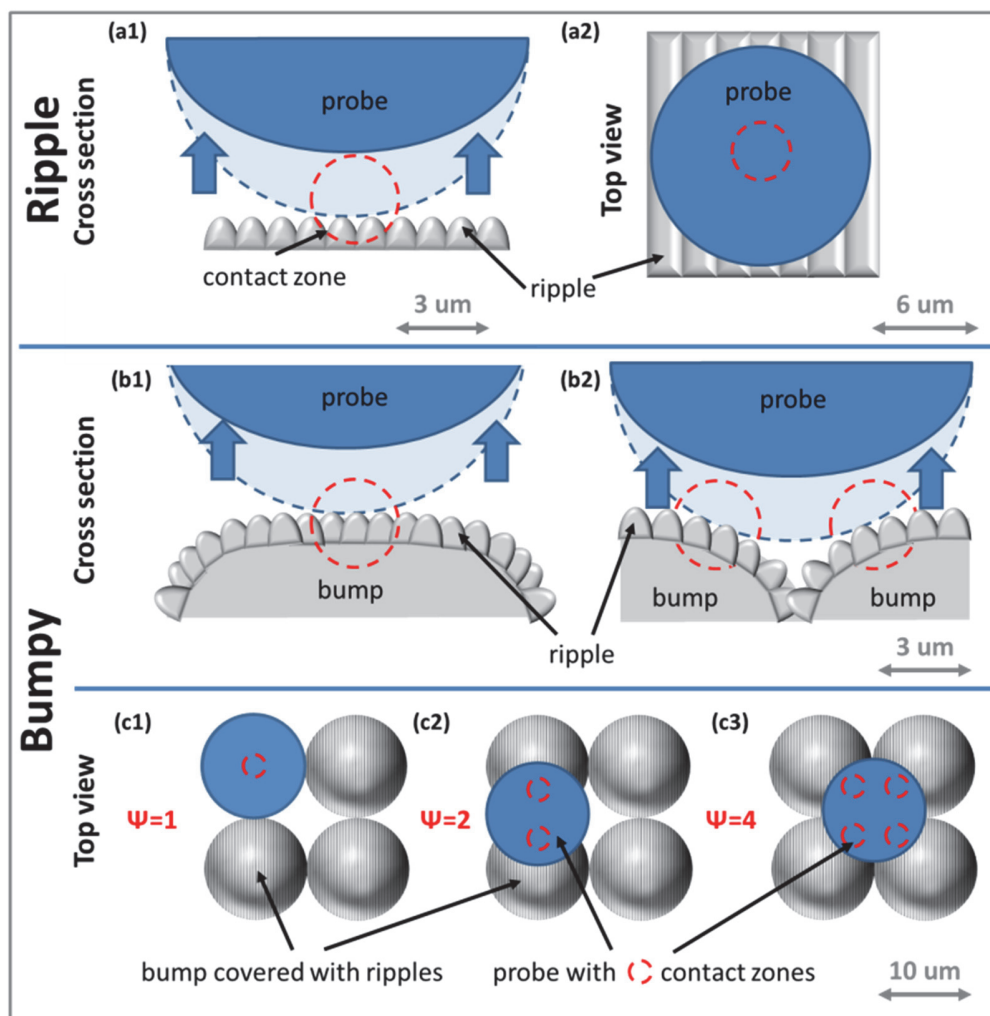 Ripple
Cross section
(a1)
probe
contact zone
ripple
3 um
(a2)
Top view
probe
6 um
Bumpy
Cross section
(b1)
probe
bump
ripple
(b2)
probe
bump
bump
3 um
Top view
(c1)
Ψ=1
(c2)
Ψ=2
(c3)
Ψ=4
bump covered with ripples
probe with contact zones
10 um